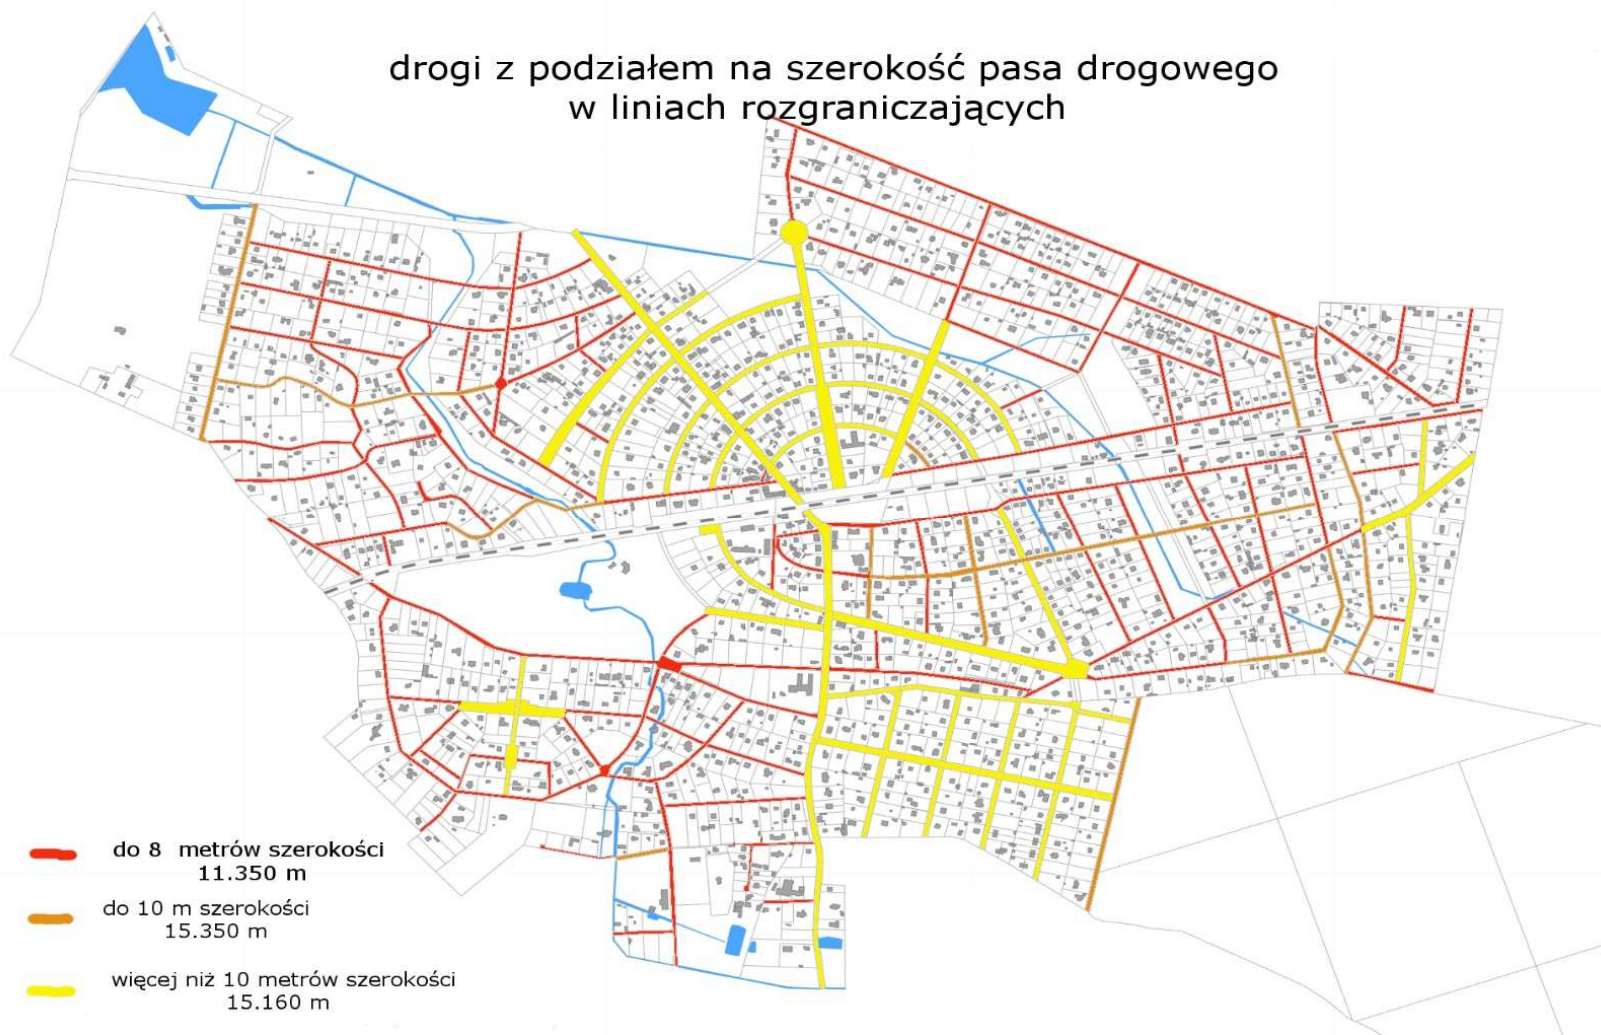 drogi z podziałem na szerokość pasa drogowego
w liniach rozgraniczających
do 8 metrów szerokości
11.350 m
do 10 m szerokości
15.350 m
więcej niż 10 metrów szerokości
15.160 m